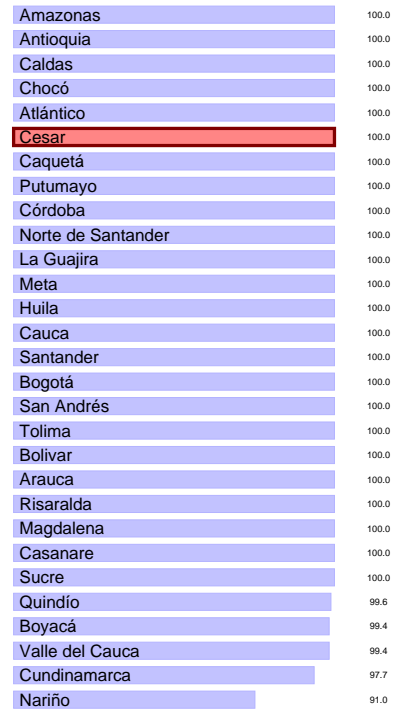 Amazonas 100.0
Antioquia 100.0
Caldas 100.0
Chocó 100.0
Atlántico 100.0
Cesar 100.0
Caquetá 100.0
Putumayo 100.0
Córdoba 100.0
Norte de Santander 100.0
La Guajira 100.0
Meta 100.0
Huila 100.0
Cauca 100.0
Santander 100.0
Bogotá 100.0
San Andrés 100.0
Tolima 100.0
Bolivar 100.0
Arauca 100.0
Risaralda 100.0
Magdalena 100.0
Casanare 100.0
Sucre 100.0
Quindío 99.6
Boyacá 99.4
Valle del Cauca 99.4
Cundinamarca 97.7
Nariño 91.0